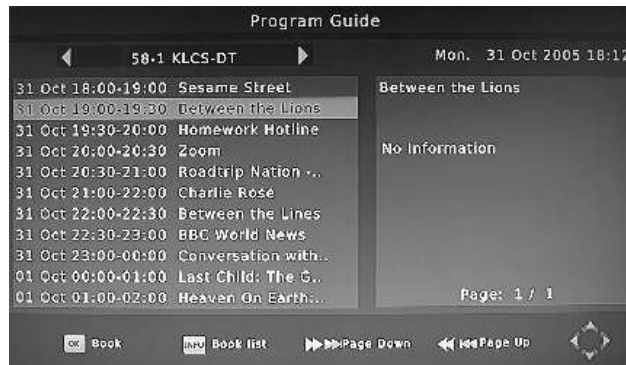 Program Guide
58-1 KLCS-DT
Mon. 31 Oct 2005 18:12
31 Oct 18:00-19:00 Sesame Street
31 Oct 19:00-19:30 Between the Lions
31 Oct 19:30-20:00 Homework Hotline
31 Oct 20:00-20:30 Zoom
31 Oct 20:30-21:00 Roadtrip Nation -..
31 Oct 21:00-22:00 Charlie Rose
31 Oct 22:00-22:30 Between the Lines
31 Oct 22:30-23:00 BBC World News
31 Oct 23:00-00:00 Conversation with..
01 Oct 00:00-01:00 Last Child: The G..
01 Oct 01:00-02:00 Heaven On Earth:..
Between the Lions
No Information
Page: 1/ 1
OK Book
INFO Book list
Page Down
Page Up